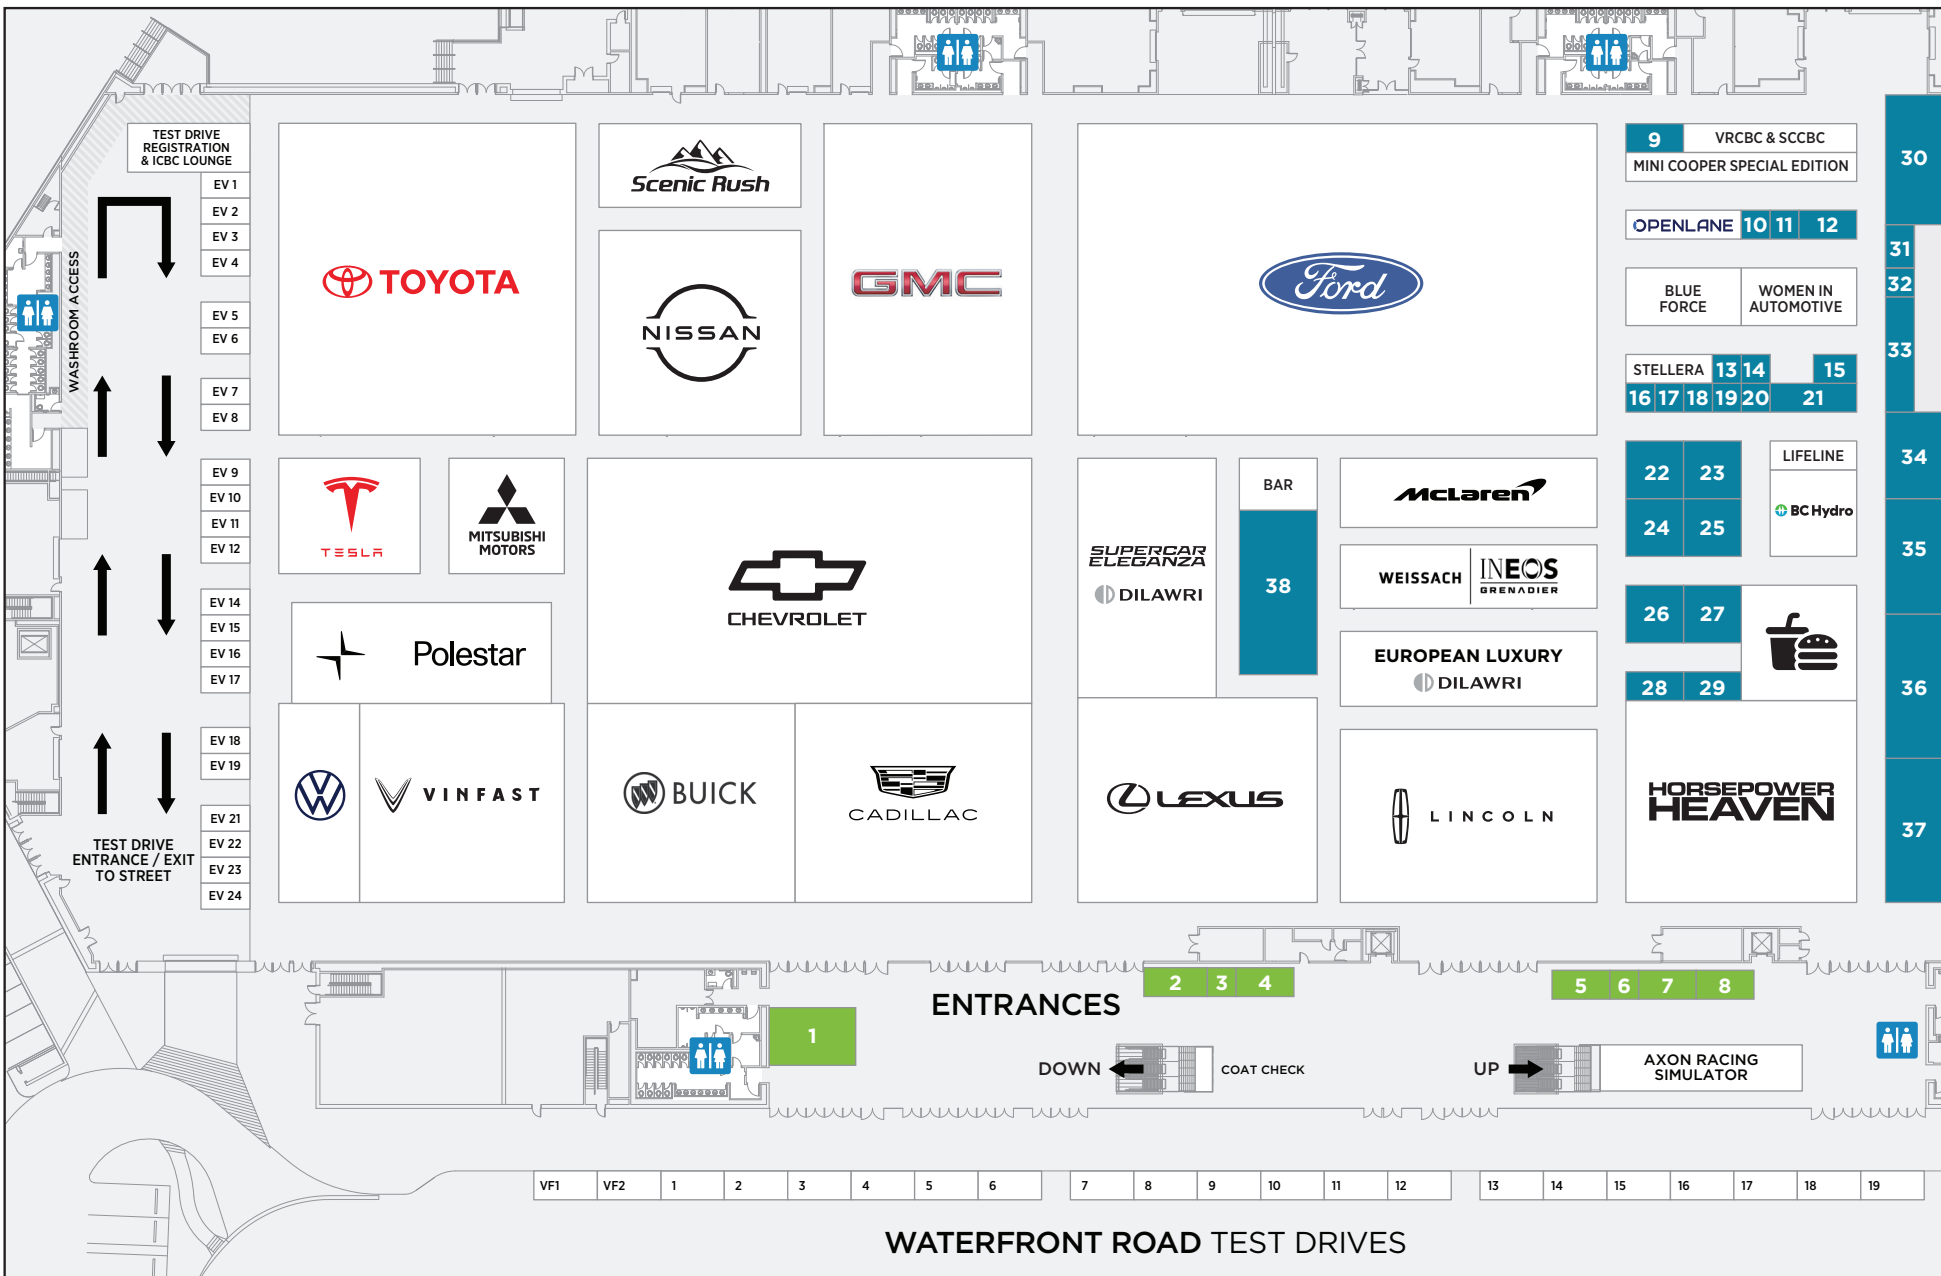 TEST DRIVE
REGISTRATION
& ICBC LOUNGE
EV 1
EV 2
EV 3
EV 4
EV 5
EV 6
EV 7
EV 8
EV 9
EV 10
EV 11
EV 12
EV 14
EV 15
EV 16
EV 17
EV 18
EV 19
EV 21
EV 22
EV 23
EV 24
WASHROOM ACCESS
TEST DRIVE
ENTRANCE / EXIT
TO STREET
TOYOTA
Scenic Rush
NISSAN
GMC
Ford
TESLA
MITSUBISHI
MOTORS
Polestar
CHEVROLET
VINFAST
BUICK
CADILLAC
SUPERCAR
ELEGANZA
DILAWRI
BAR
38
McLaren
WEISSACH
INEOS
GRENADIER
EUROPEAN LUXURY
DILAWRI
LEXUS
LINCOLN
9
VRCBC & SCCBC
MINI COOPER SPECIAL EDITION
OPENLANE
10
11
12
BLUE
FORCE
WOMEN IN
AUTOMOTIVE
STELLERA
13
14
15
16
17
18
19
20
21
22
23
24
25
LIFELINE
BC Hydro
26
27
28
29
HORSEPOWER
HEAVEN
30
31
32
33
34
35
36
37
ENTRANCES
1
2
3
4
5
6
7
8
DOWN
COAT CHECK
UP
AXON RACING
SIMULATOR
VF1
VF2
1
2
3
4
5
6
7
8
9
10
11
12
13
14
15
16
17
18
19
WATERFRONT ROAD TEST DRIVES